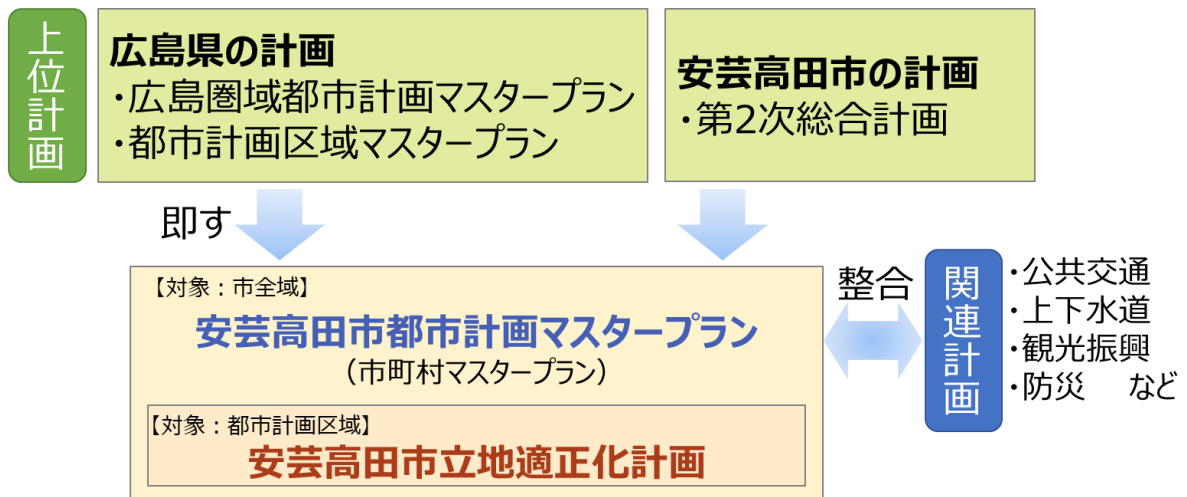 上位計画
広島県の計画
・広島圏域都市計画マスタープラン
・都市計画区域マスタープラン
安芸高田市の計画
・第2次総合計画
即す
【対象：市全域】
安芸高田市都市計画マスタープラン
（市町村マスタープラン）
【対象：都市計画区域】
安芸高田市立地適正化計画
整合
関連計画
・公共交通
・上下水道
・観光振興
・防災　など